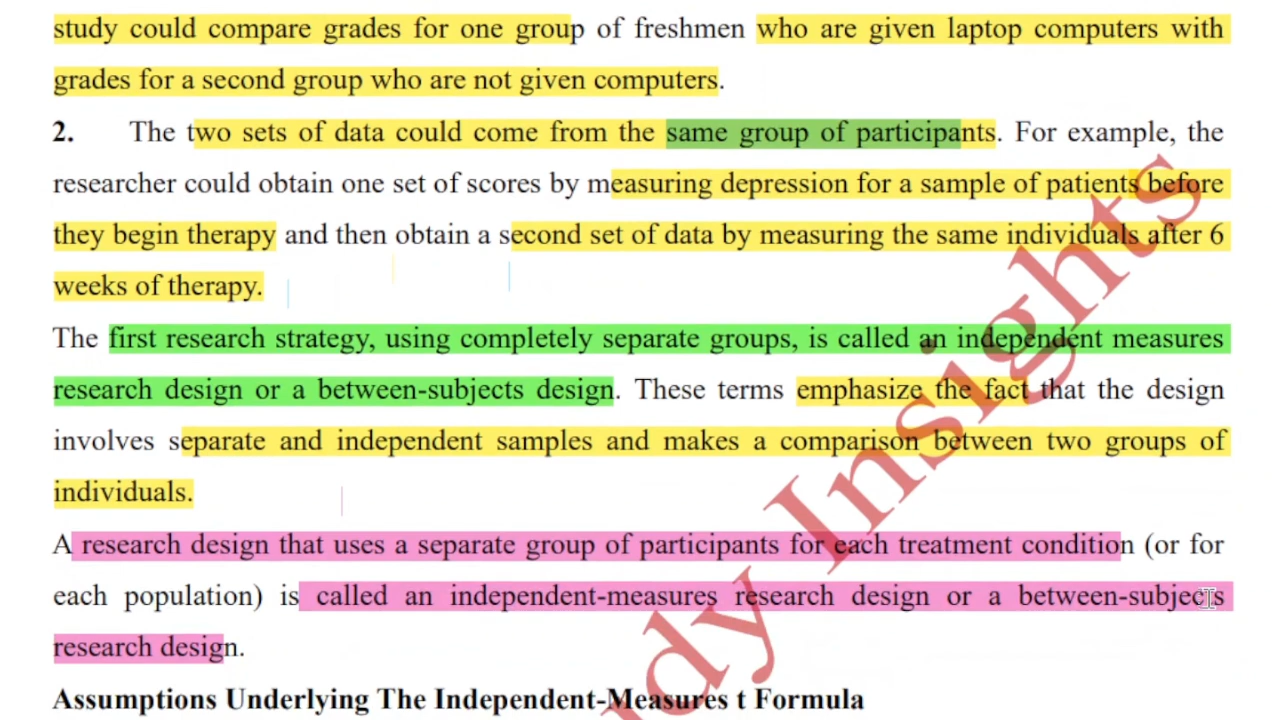 study could compare grades for one group of freshmen who are given laptop computers with
grades for a second group who are not given computers.
2. The two sets of data could come from the same group of participants. For example, the
researcher could obtain one set of scores by measuring depression for a sample of patients before
they begin therapy and then obtain a second set of data by measuring the same individuals after 6
weeks of therapy.
The first research strategy, using completely separate groups, is called an independent measures
research design or a between-subjects design. These terms emphasize the fact that the design
involves separate and independent samples and makes a comparison between two groups of
individuals.
A research design that uses a separate group of participants for each treatment condition (or for
each population) is called an independent-measures research design or a between-subjects
research design.
Assumptions Underlying The Independent-Measures t Formula
udy Insights